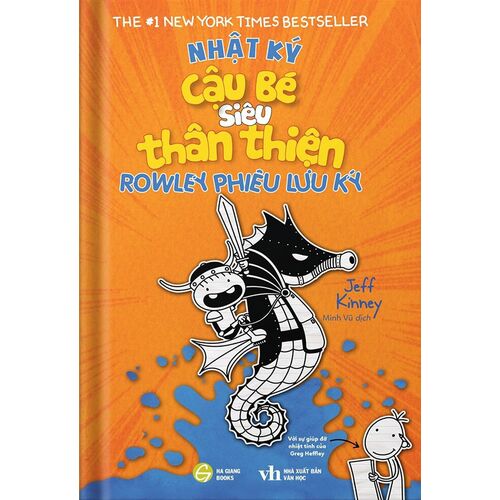 THE #1 NEW YORK TIMES BESTSELLER
NHẬT KÝ
CẬU BÉ
SIÊU
thân thiện
ROWLEY PHIÊU LƯU KÝ
Jeff
Kinney
Minh Vũ dịch
Với sự giúp đỡ
nhiệt tình của
Greg Heffley
HA GIANG
BOOKS
vh
NHÀ XUẤT BẢN
VĂN HỌC